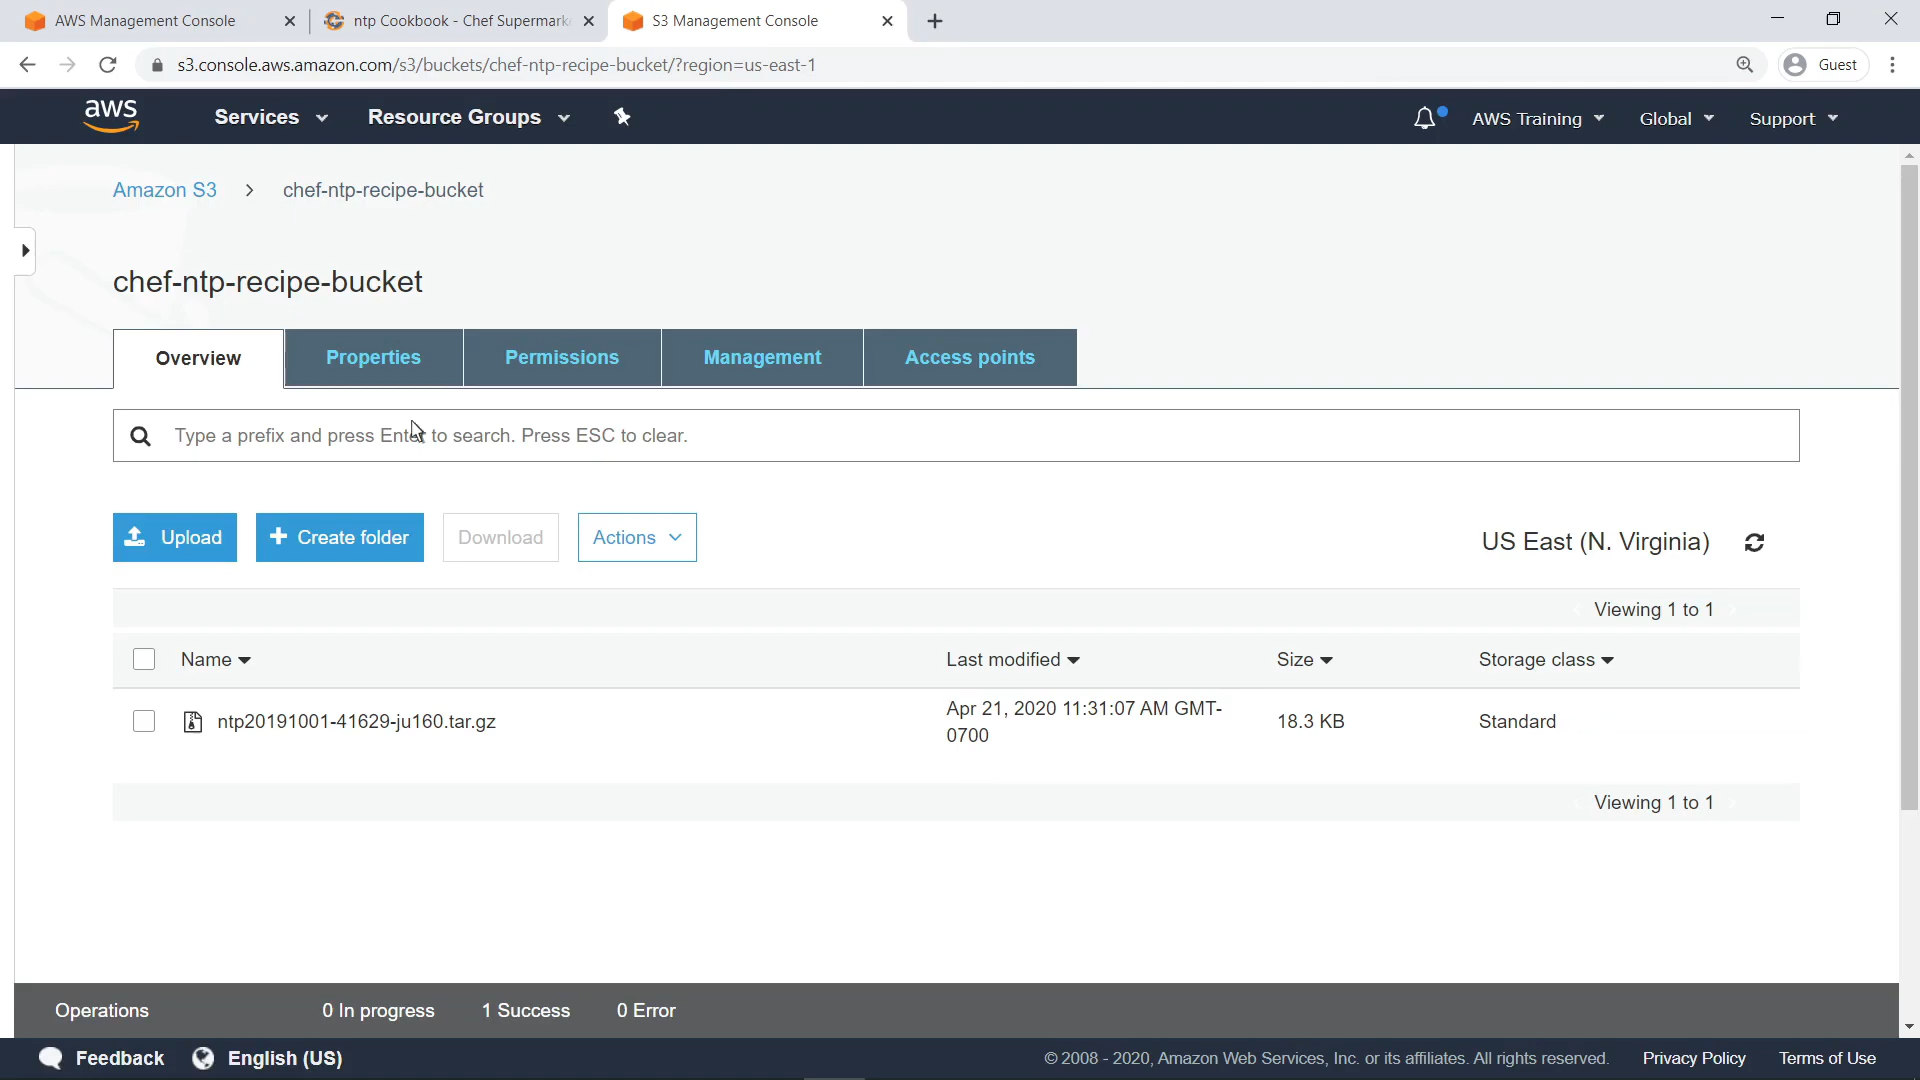 AWS Management Console
ntp Cookbook - Chef Supermark
S3 Management Console
s3.console.aws.amazon.com/s3/buckets/chef-ntp-recipe-bucket/?region=us-east-1
Guest
aws
Services
Resource Groups
AWS Training
Global
Support
Amazon S3 > chef-ntp-recipe-bucket
chef-ntp-recipe-bucket
Overview
Properties
Permissions
Management
Access points
Type a prefix and press Enter to search. Press ESC to clear.
Upload
+ Create folder
Download
Actions
US East (N. Virginia)
Viewing 1 to 1
Name
Last modified
Size
Storage class
ntp20191001-41629-ju160.tar.gz
Apr 21, 2020 11:31:07 AM GMT-
0700
18.3 KB
Standard
Viewing 1 to 1
Operations
0 In progress
1 Success
0 Error
Feedback
English (US)
© 2008 - 2020, Amazon Web Services, Inc. or its affiliates. All rights reserved.
Privacy Policy
Terms of Use